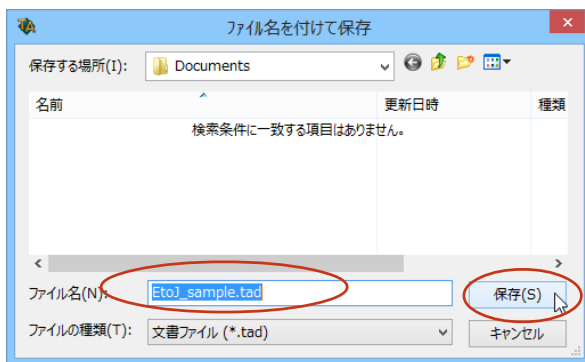 TA
ファイル名を付けて保存
保存する場所(I):
Documents
名前
更新日時
種類
検索条件に一致する項目はありません。
ファイル名(N):
EtoJ_sample.tad
保存(S)
ファイルの種類(T):
文書ファイル (*.tad)
キャンセル